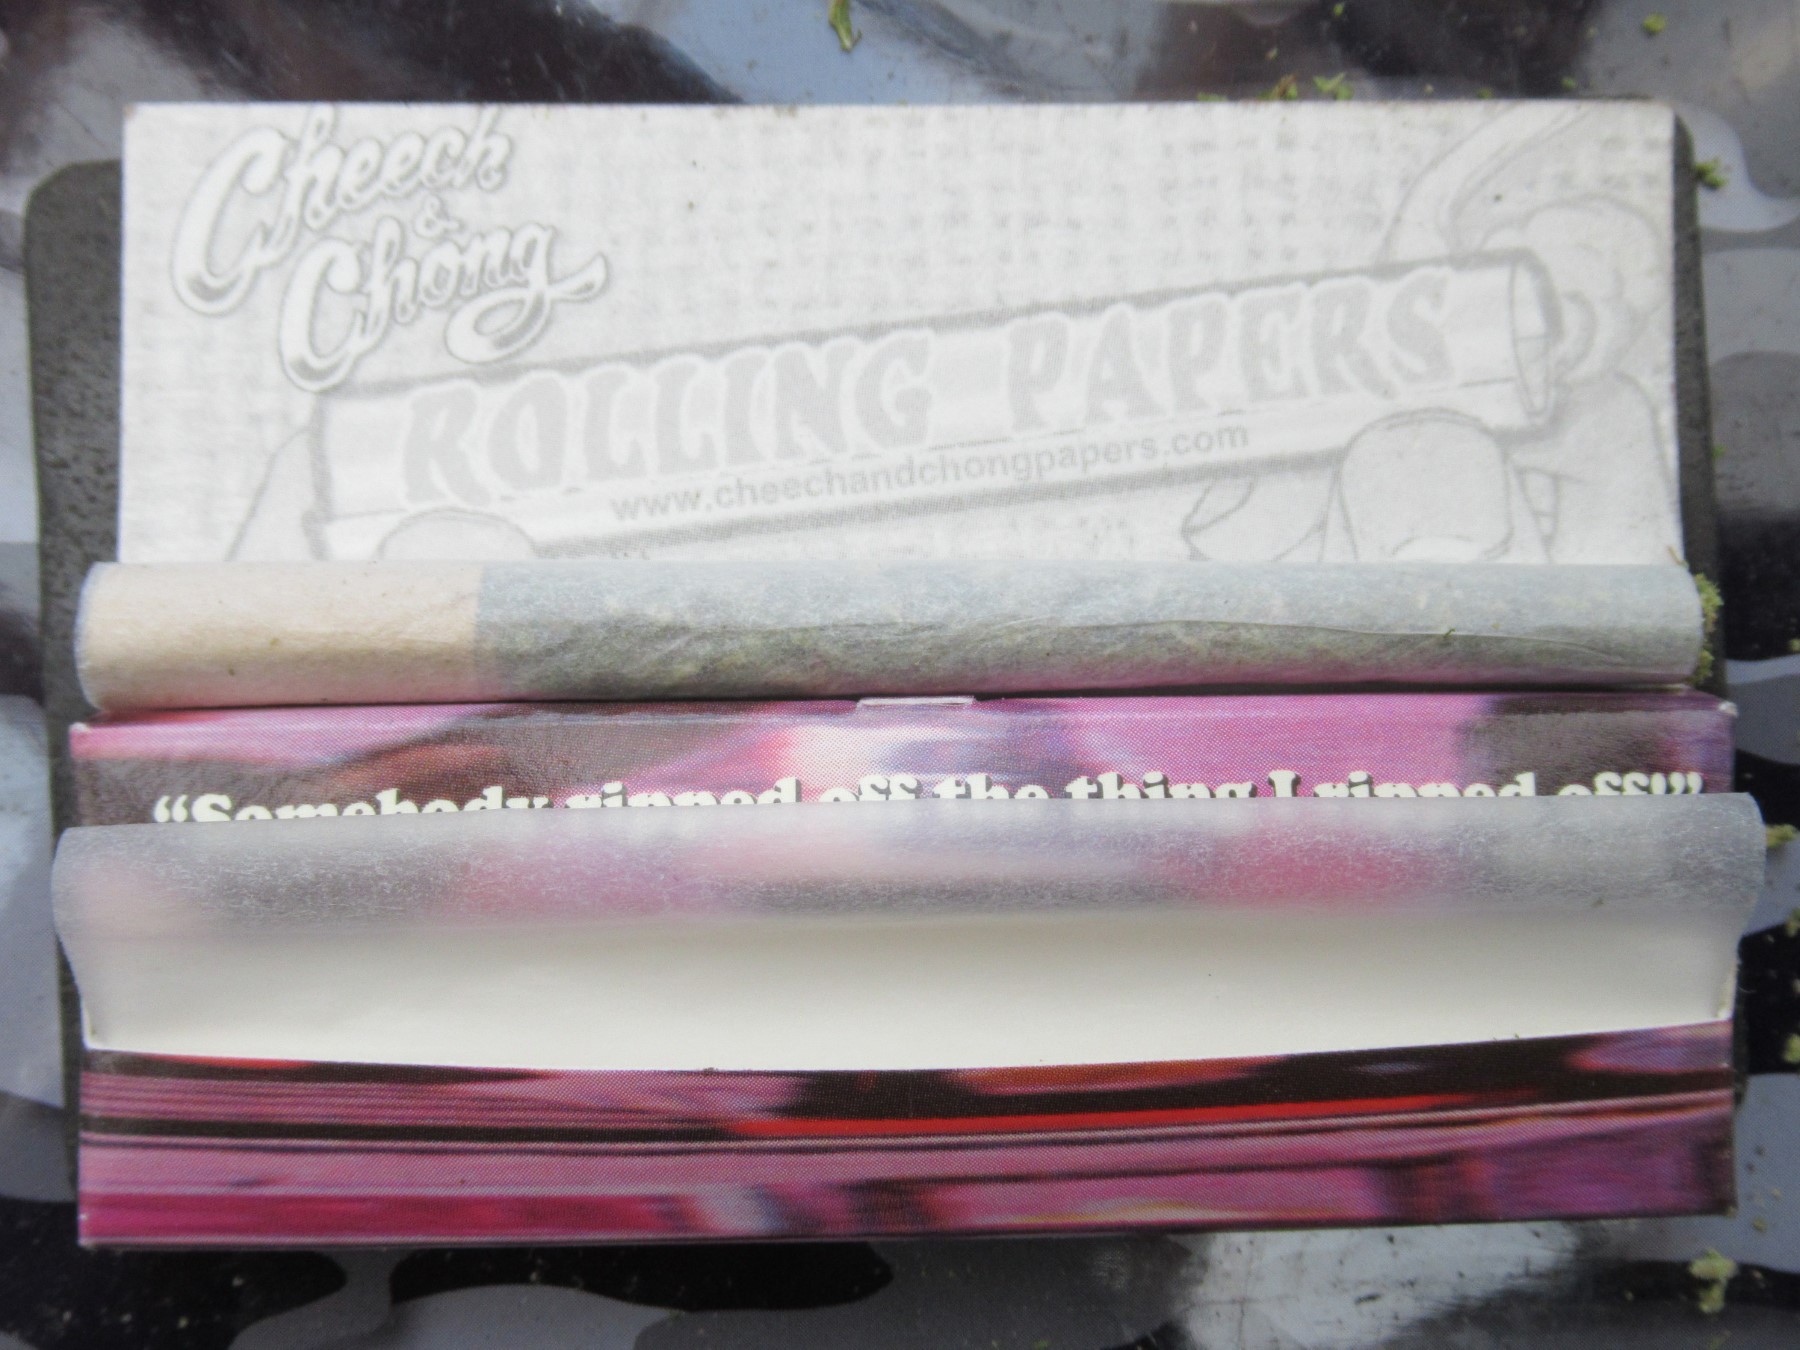 Cheech
&
Chong
ROLLING PAPERS
www.cheechandchongpapers.com
“Somebody ripped off the thing I ripped off!”